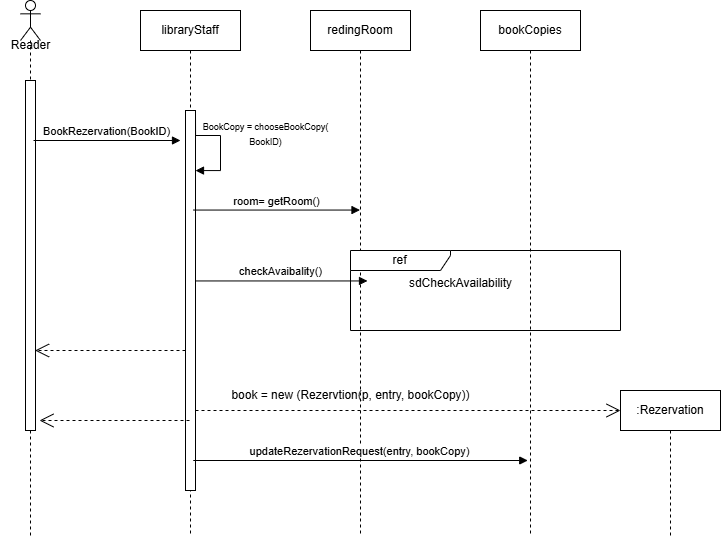 Reader
libraryStaff
redingRoom
bookCopies
BookRezervation(BookID)
BookCopy = chooseBookCopy(
BookID)
room= getRoom()
ref
checkAvaibality()
sdCheckAvailability
book = new (Rezervtion(p, entry, bookCopy))
:Rezervation
updateRezervationRequest(entry, bookCopy)